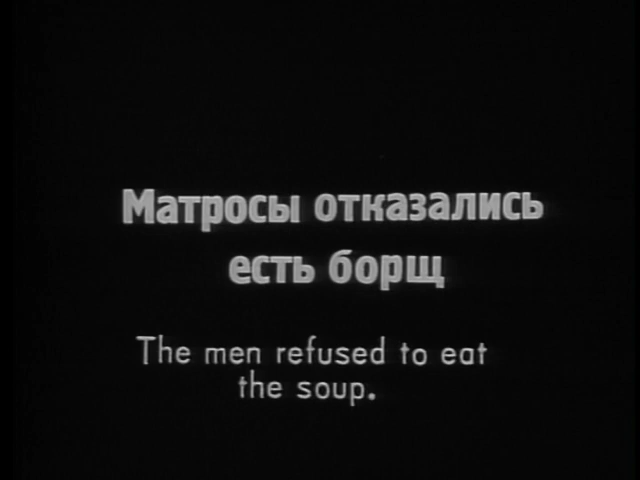 Матросы отказались
есть борщ
The men refused to eat
the soup.